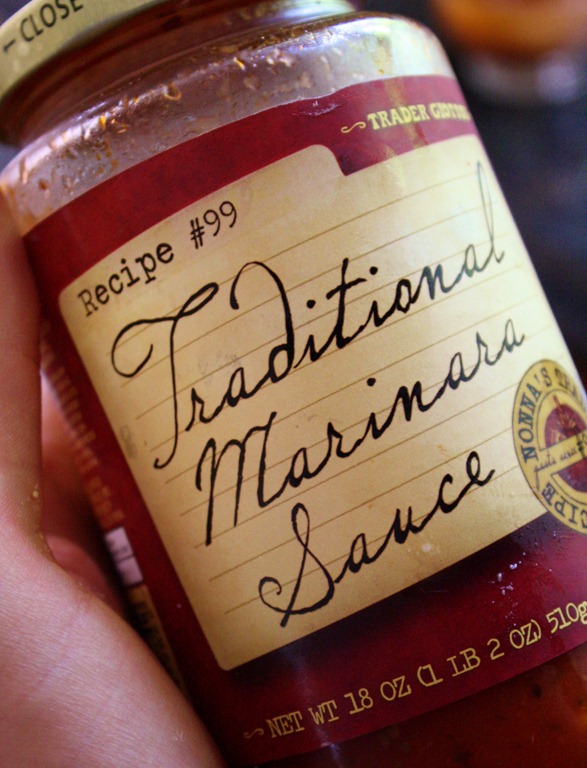 CLOSE
TRADER GIOTTO
Recipe #99
Traditional
Marinara
Sauce
NONNA'S
NET WT 18 OZ (1 LB 2 OZ) 510g